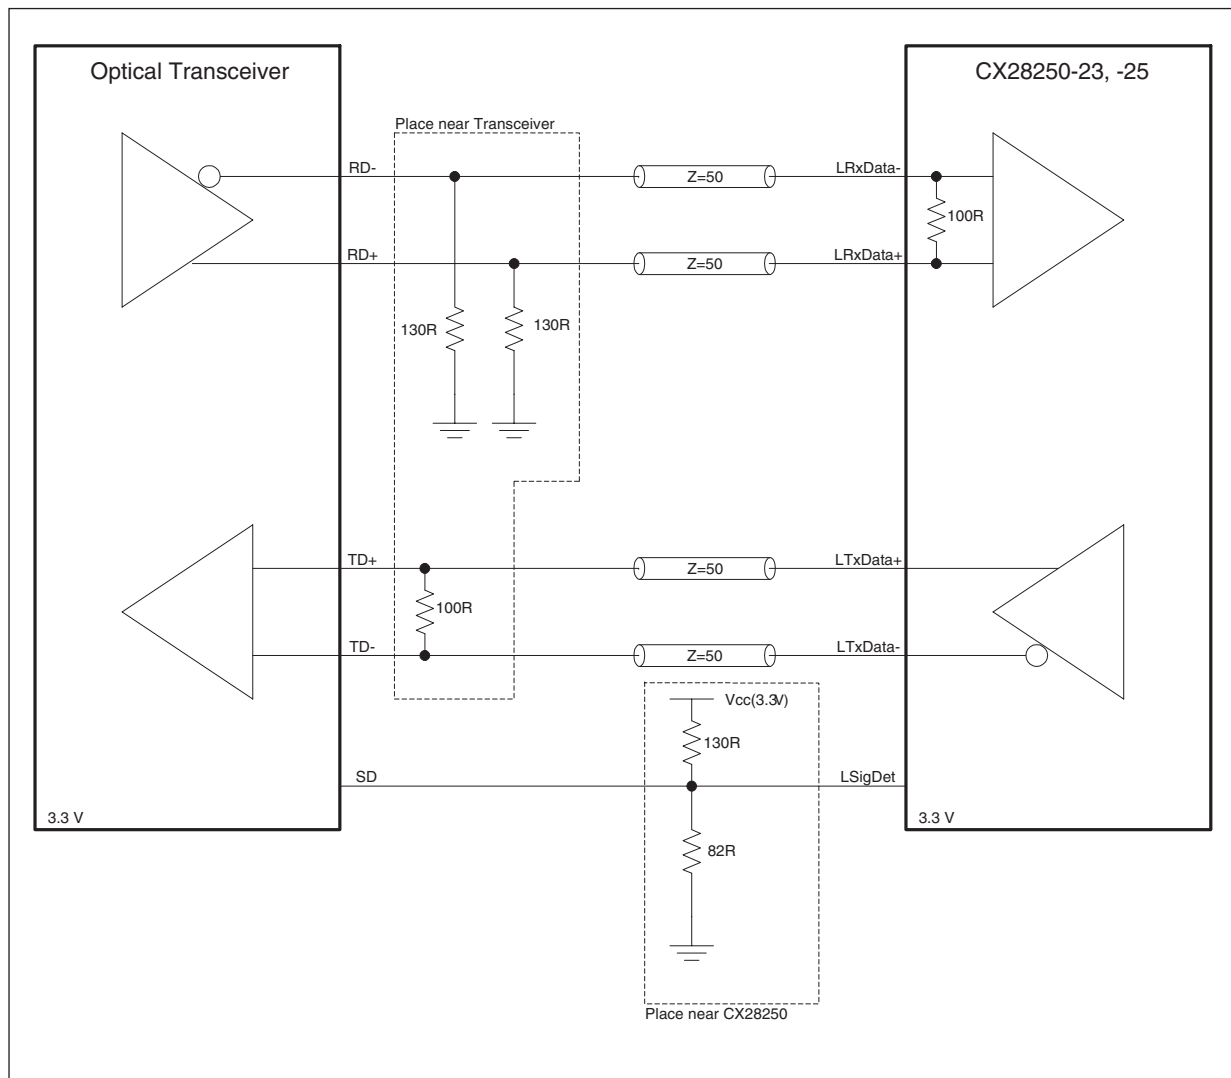 Optical Transceiver
CX28250-23, -25
Place near Transceiver
RD-
Z=50
LRxData-
100R
RD+
Z=50
LRxData+
130R
130R
TD+
Z=50
LTxData+
100R
TD-
Z=50
LTxData-
Vcc(3.3V)
130R
SD
LSigDet
3.3 V
3.3 V
82R
Place near CX28250